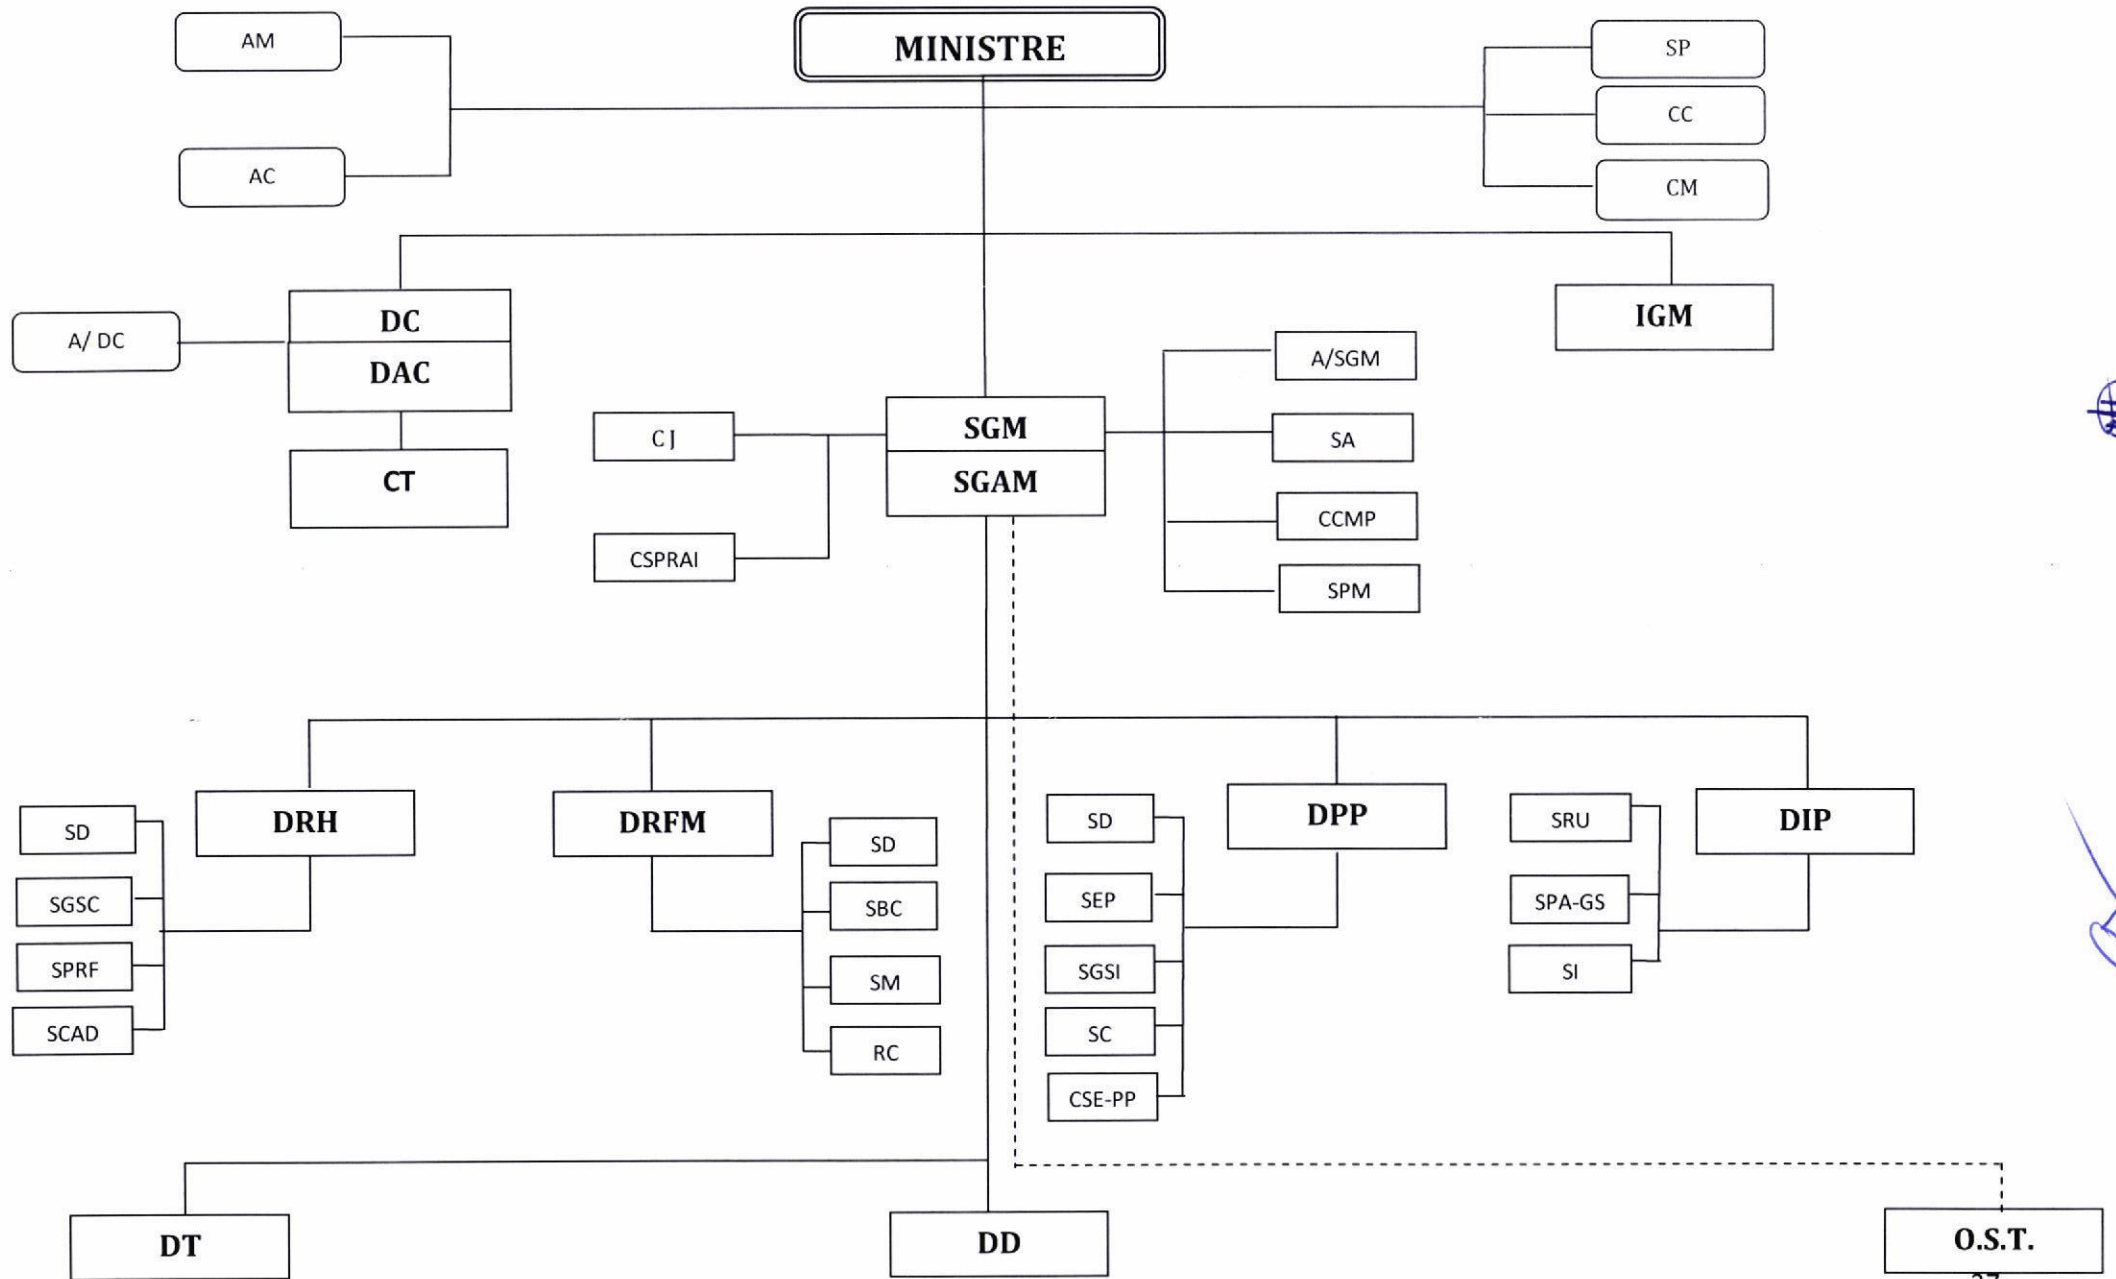 MINISTRE
AM
SP
CC
AC
CM
DC
DAC
A/ DC
CT
IGM
SGM
SGAM
C J
CSPRAI
A/SGM
SA
CCMP
SPM
DRH
SD
SGSC
SPRF
SCAD
DRFM
SD
SBC
SM
RC
DPP
SD
SEP
SGSI
SC
CSE-PP
DIP
SRU
SPA-GS
SI
DT
DD
O.S.T.